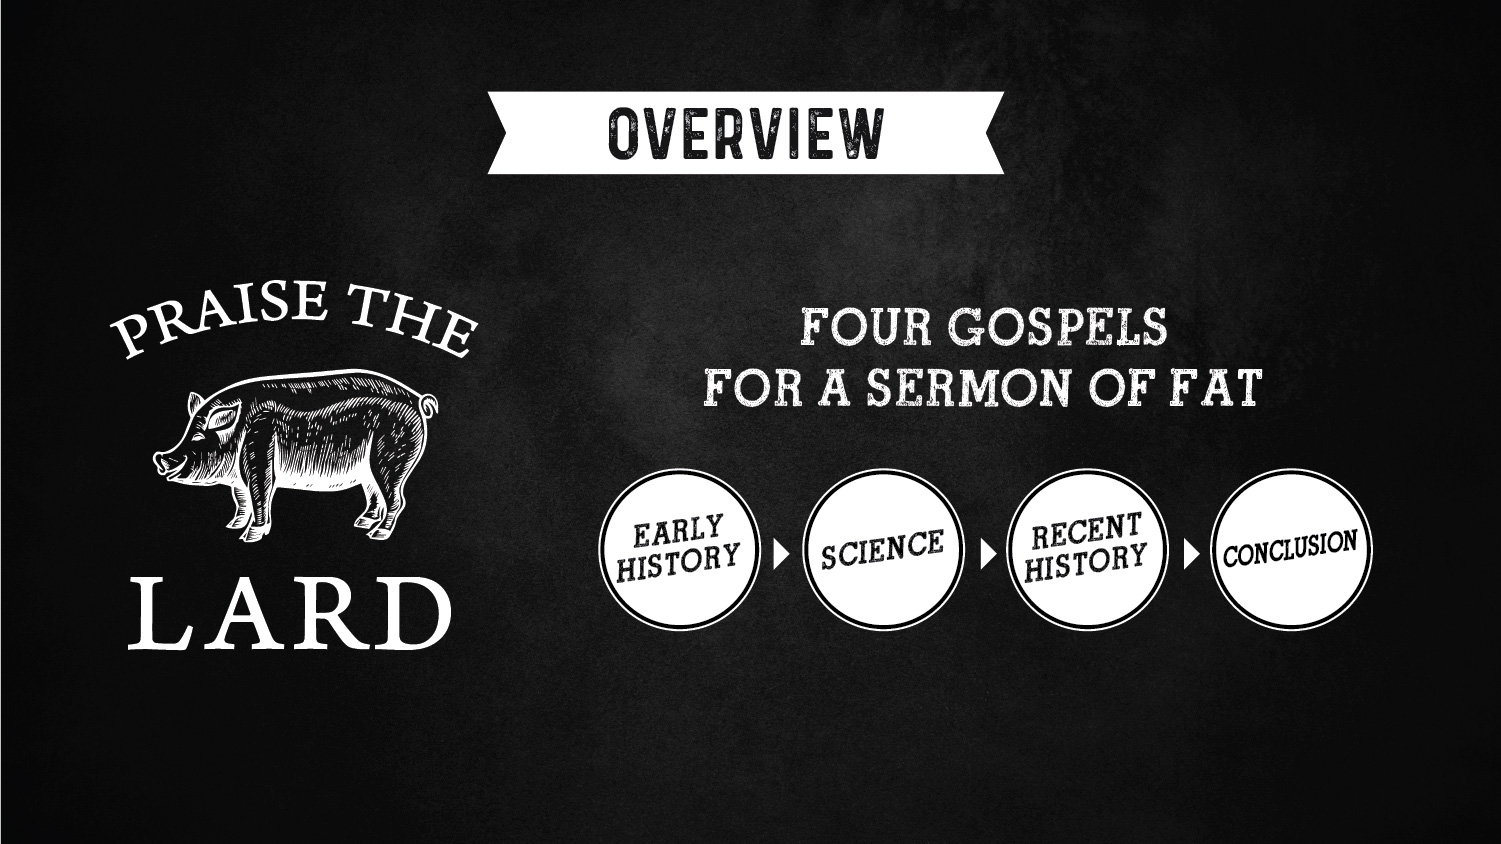 OVERVIEW
PRAISE THE
LARD
FOUR GOSPELS
FOR A SERMON OF FAT
EARLY
HISTORY
SCIENCE
RECENT
HISTORY
CONCLUSION